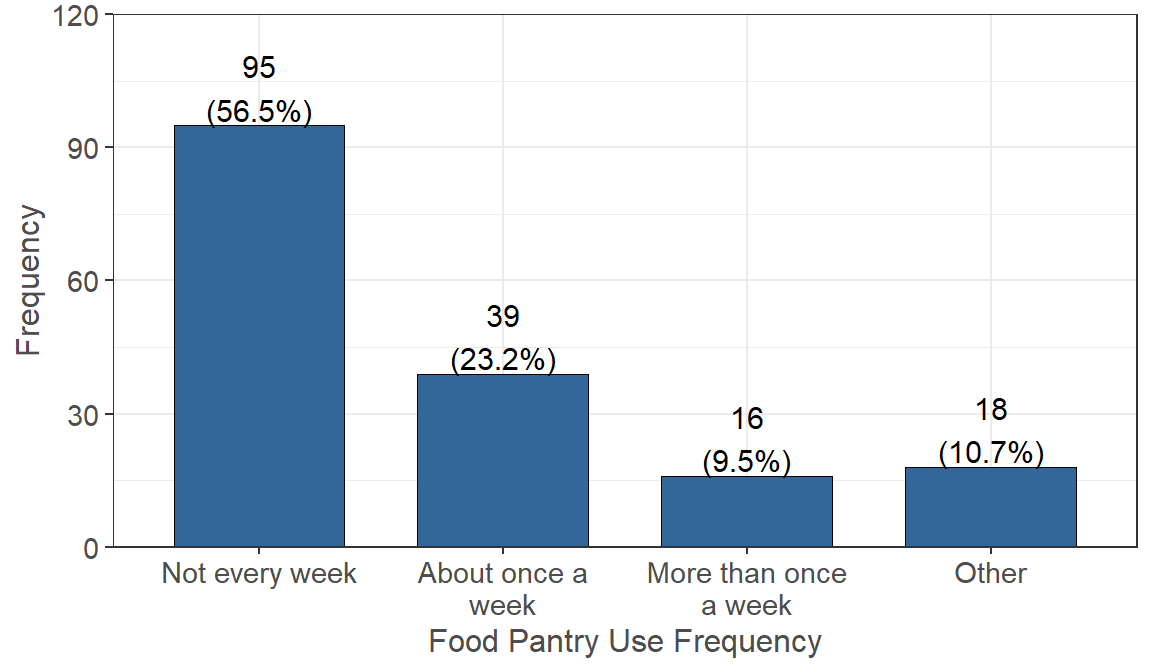 120
90
60
30
0
Frequency
95
(56.5%)
39
(23.2%)
16
(9.5%)
18
(10.7%)
Not every week
About once a
week
More than once
a week
Other
Food Pantry Use Frequency